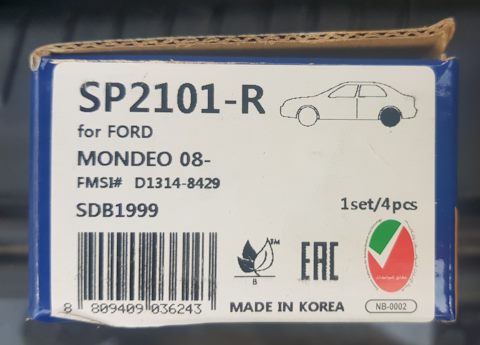 SP2101-R
for FORD
MONDEO 08-
FMSI# D1314-8429
SDB1999
1set/4pcs
8 809409 036243
BM
B
EAC
NB-0002
MADE IN KOREA